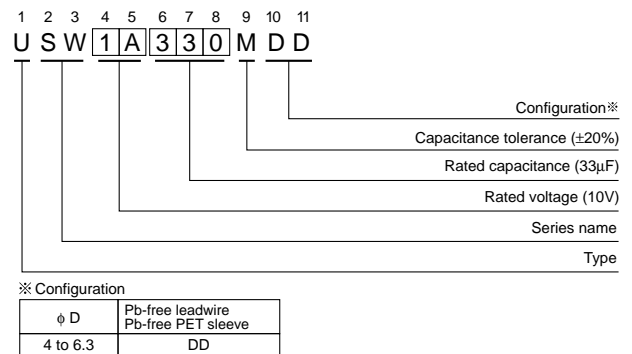 1 2 3 4 5 6 7 8 9 10 11
U S W 1 A 3 3 0 M D D
Configuration※
Capacitance tolerance (±20%)
Rated capacitance (33µF)
Rated voltage (10V)
Series name
Type
※ Configuration
ϕ D
Pb-free leadwire
Pb-free PET sleeve
4 to 6.3
DD